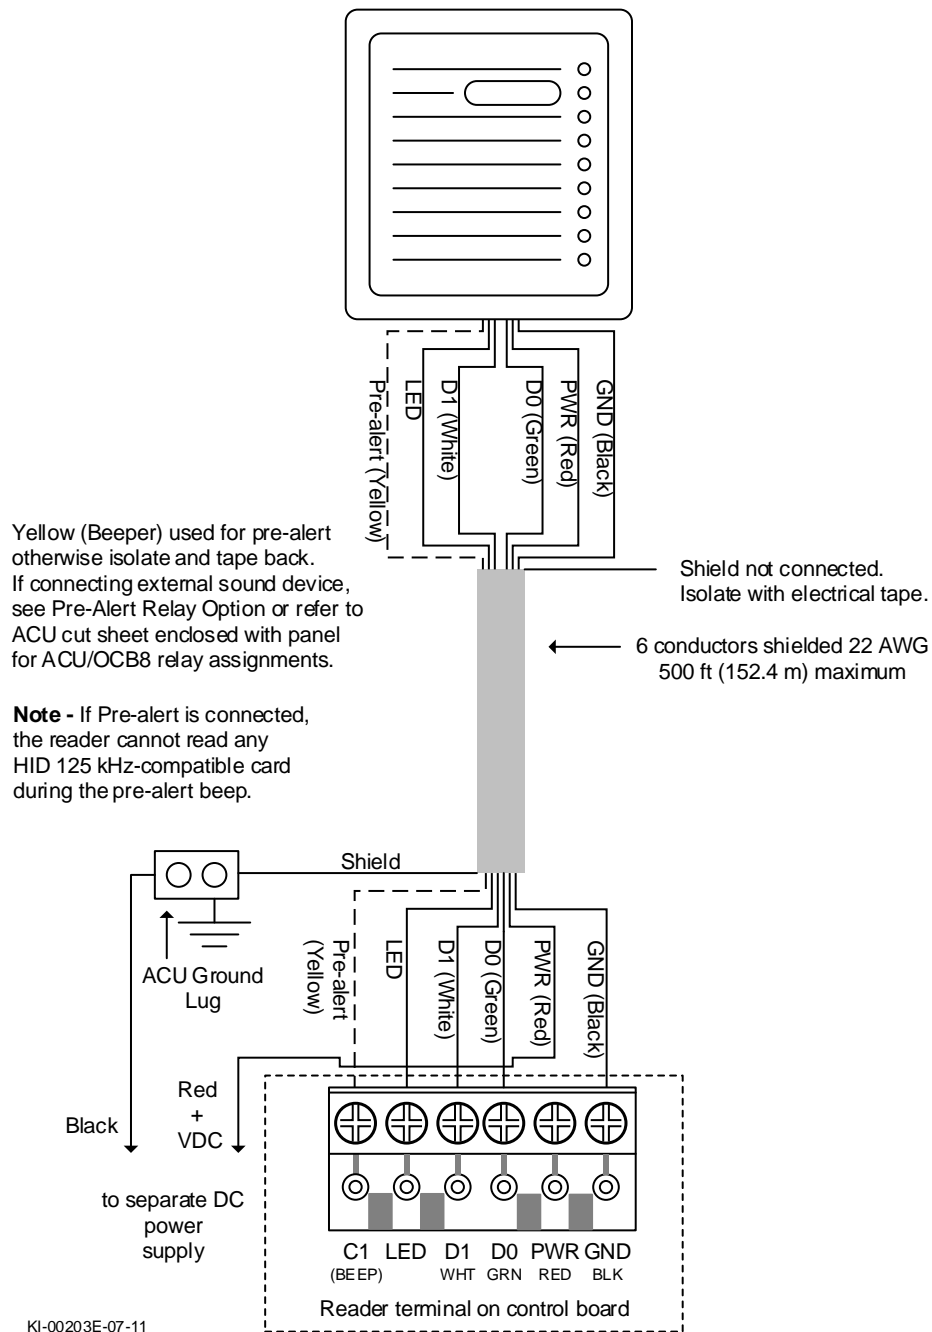 Pre-alert (Yellow)
LED
D1 (White)
D0 (Green)
PWR (Red)
GND (Black)
Yellow (Beeper) used for pre-alert
otherwise isolate and tape back.
If connecting external sound device,
see Pre-Alert Relay Option or refer to
ACU cut sheet enclosed with panel
for ACU/OCB8 relay assignments.
Shield not connected.
Isolate with electrical tape.
6 conductors shielded 22 AWG
500 ft (152.4 m) maximum
Note - If Pre-alert is connected,
the reader cannot read any
HID 125 kHz-compatible card
during the pre-alert beep.
Shield
ACU Ground
Lug
Pre-alert
(Yellow)
LED
D1 (White)
D0 (Green)
PWR (Red)
GND (Black)
Black
Red
+
VDC
to separate DC
power
supply
C1 LED D1 D0 PWR GND
(BEEP) WHT GRN RED BLK
Reader terminal on control board
KI-00203E-07-11